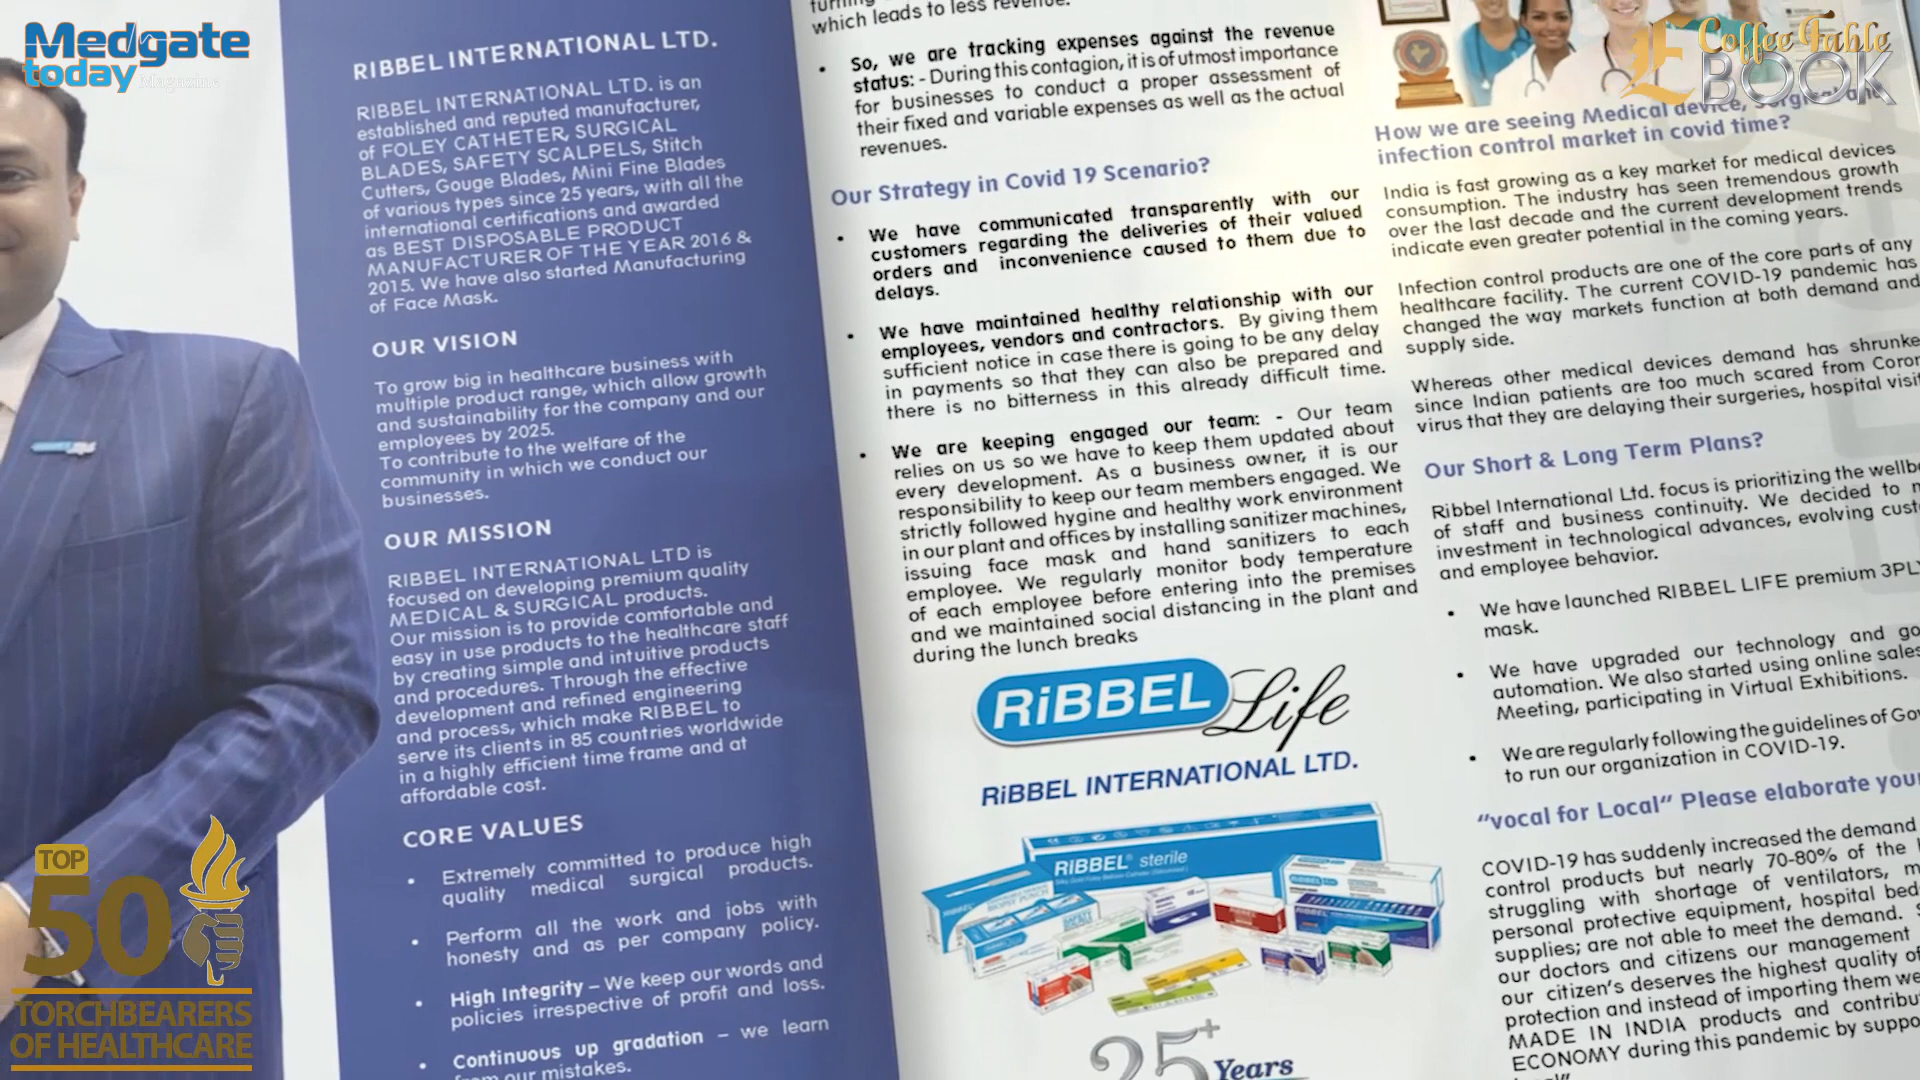 Medgate
today Magazine
RIBBEL INTERNATIONAL LTD.
RIBBEL INTERNATIONAL LTD. is an
established and reputed manufacturer,
of FOLEY CATHETER, SURGICAL
BLADES, SAFETY SCALPELS, Stitch
Cutters, Gouge Blades, Mini Fine Blades
of various types since 25 years, with all the
international certifications and awarded
as BEST DISPOSABLE PRODUCT
MANUFACTURER OF THE YEAR 2016 &
2015. We have also started Manufacturing
of Face Mask.
OUR VISION
To grow big in healthcare business with
multiple product range, which allow growth
and sustainability for the company and our
employees by 2025.
To contribute to the welfare of the
community in which we conduct our
businesses.
OUR MISSION
RIBBEL INTERNATIONAL LTD is
focused on developing premium quality
MEDICAL & SURGICAL products.
Our mission is to provide comfortable and
easy in use products to the healthcare staff
by creating simple and intuitive products
and procedures. Through the effective
development and refined engineering
and process, which make RIBBEL to
serve its clients in 85 countries worldwide
in a highly efficient time frame and at
affordable cost.
CORE VALUES
• Extremely committed to produce high
quality medical surgical products.
• Perform all the work and jobs with
honesty and as per company policy.
• High Integrity – We keep our words and
policies irrespective of profit and loss.
• Continuous up gradation – we learn
from our mistakes.
which leads to less revenue.
• So, we are tracking expenses against the revenue
status: - During this contagion, it is of utmost importance
for businesses to conduct a proper assessment of
their fixed and variable expenses as well as the actual
revenues.
Our Strategy in Covid 19 Scenario?
• We have communicated transparently with our
customers regarding the deliveries of their valued
orders and inconvenience caused to them due to
delays.
• We have maintained healthy relationship with our
employees, vendors and contractors. By giving them
sufficient notice in case there is going to be any delay
in payments so that they can also be prepared and
there is no bitterness in this already difficult time.
• We are keeping engaged our team: - Our team
relies on us so we have to keep them updated about
every development. As a business owner, it is our
responsibility to keep our team members engaged. We
strictly followed hygine and healthy work environment
in our plant and offices by installing sanitizer machines,
issuing face mask and hand sanitizers to each
employee. We regularly monitor body temperature
of each employee before entering into the premises
and we maintained social distancing in the plant and
during the lunch breaks
RiBBEL Life
RiBBEL INTERNATIONAL LTD.
RiBBEL sterile
25+ Years
E Coffee Table
BOOK
How we are seeing Medical device, surgical and
infection control market in covid time?
India is fast growing as a key market for medical devices
consumption. The industry has seen tremendous growth
over the last decade and the current development trends
indicate even greater potential in the coming years.
Infection control products are one of the core parts of any
healthcare facility. The current COVID-19 pandemic has
changed the way markets function at both demand and
supply side.
Whereas other medical devices demand has shrunke
since Indian patients are too much scared from Coron
virus that they are delaying their surgeries, hospital visit
Our Short & Long Term Plans?
Ribbel International Ltd. focus is prioritizing the wellbe
of staff and business continuity. We decided to m
investment in technological advances, evolving cust
and employee behavior.
• We have launched RIBBEL LIFE premium 3PLY
mask.
• We have upgraded our technology and go
automation. We also started using online sales
Meeting, participating in Virtual Exhibitions.
• We are regularly following the guidelines of Gov
to run our organization in COVID-19.
“vocal for Local” Please elaborate your
COVID-19 has suddenly increased the demand
control products but nearly 70-80% of the
struggling with shortage of ventilators, m
personal protective equipment, hospital bed
supplies; are not able to meet the demand. S
our doctors and citizens our management
our citizen's deserves the highest quality of
protection and instead of importing them we
MADE IN INDIA products and contribu
ECONOMY during this pandemic by suppo
TOP
50
TORCHBEARERS
OF HEALTHCARE